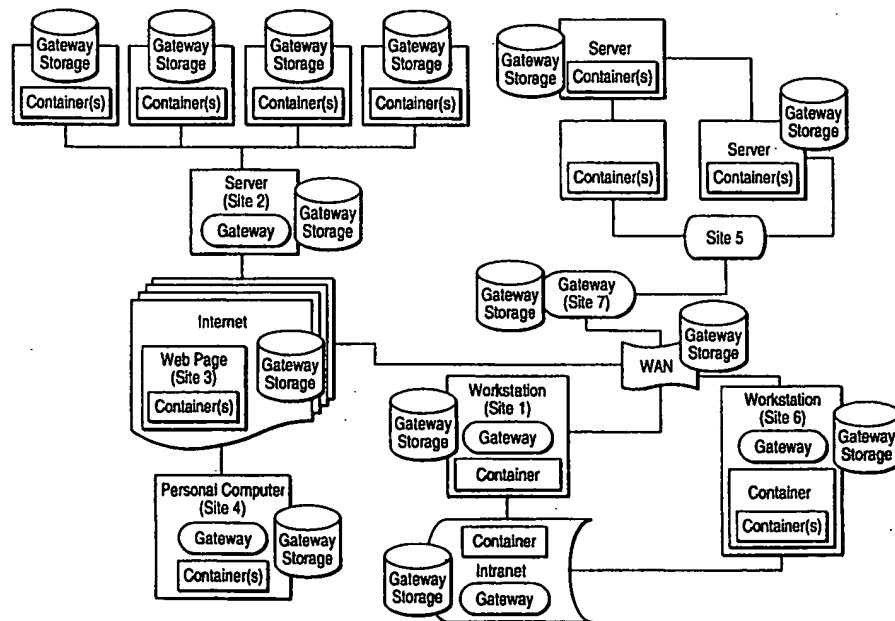 Gateway
Storage
Container(s)
Gateway
Storage
Container(s)
Gateway
Storage
Container(s)
Gateway
Storage
Container(s)
Gateway
Storage
Server
Container(s)
Container(s)
Gateway
Storage
Server
Container(s)
Server
(Site 2)
Gateway
Gateway
Storage
Site 5
Gateway
Storage
Gateway
(Site 7)
Internet
Web Page
(Site 3)
Container(s)
Gateway
Storage
WAN
Gateway
Storage
Gateway
Storage
Workstation
(Site 1)
Gateway
Container
Workstation
(Site 6)
Gateway
Container
Container(s)
Gateway
Storage
Personal Computer
(Site 4)
Gateway
Container(s)
Gateway
Storage
Gateway
Storage
Container
Intranet
Gateway